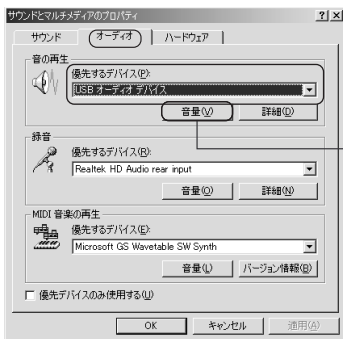 サウンドとマルチメディアのプロパティ
サウンド オーディオ ハードウェア
音の再生
優先するデバイス(P):
USB オーディオ デバイス
音量(V) 詳細(D)
録音
優先するデバイス(R):
Realtek HD Audio rear input
音量(O) 詳細(N)
MIDI 音楽の再生
優先するデバイス(E):
Microsoft GS Wavetable SW Synth
音量(L) バージョン情報(B)
優先デバイスのみ使用する(U)
OK キャンセル 適用(A)